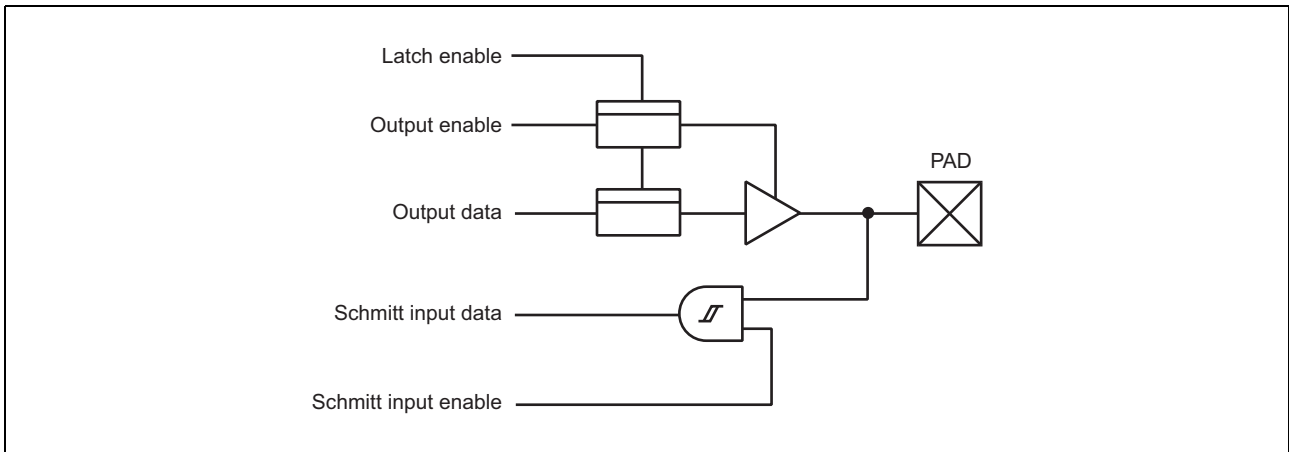 Latch enable
Output enable
PAD
Output data
Schmitt input data
Schmitt input enable